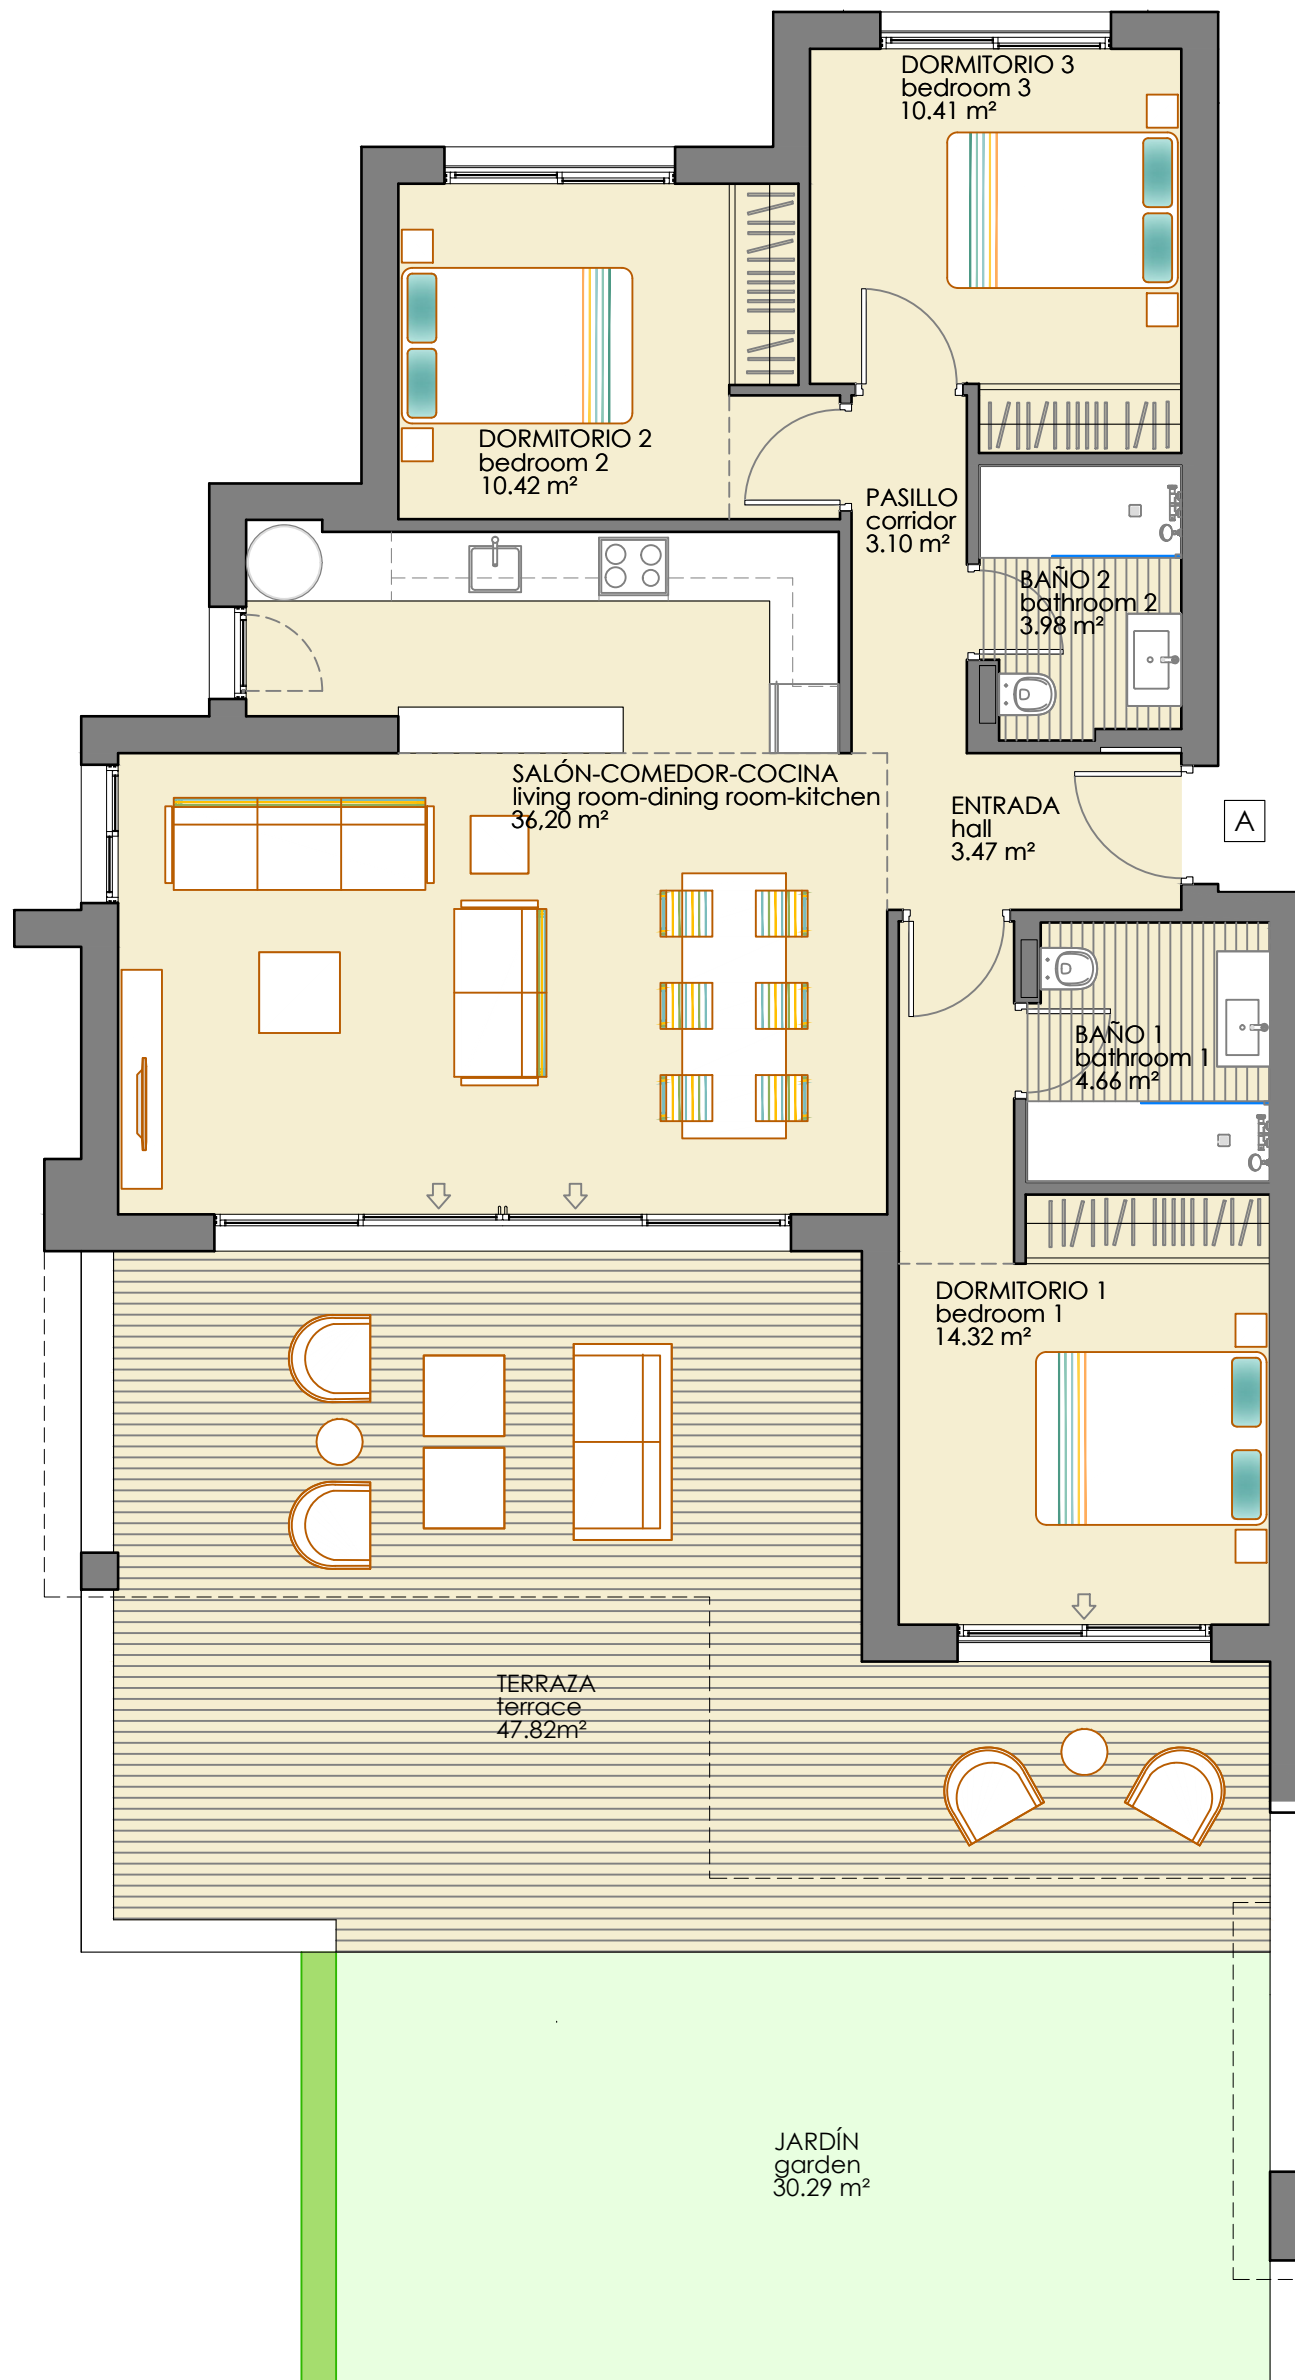 DORMITORIO 3
bedroom 3
10.41 m²
DORMITORIO 2
bedroom 2
10.42 m²
PASILLO
corridor
3.10 m²
BAÑO 2
bathroom 2
3.98 m²
SALÓN-COMEDOR-COCINA
living room-dining room-kitchen
36,20 m²
ENTRADA
hall
3.47 m²
A
BAÑO 1
bathroom 1
4.66 m²
DORMITORIO 1
bedroom 1
14.32 m²
TERRAZA
terrace
47.82m²
JARDÍN
garden
30.29 m²